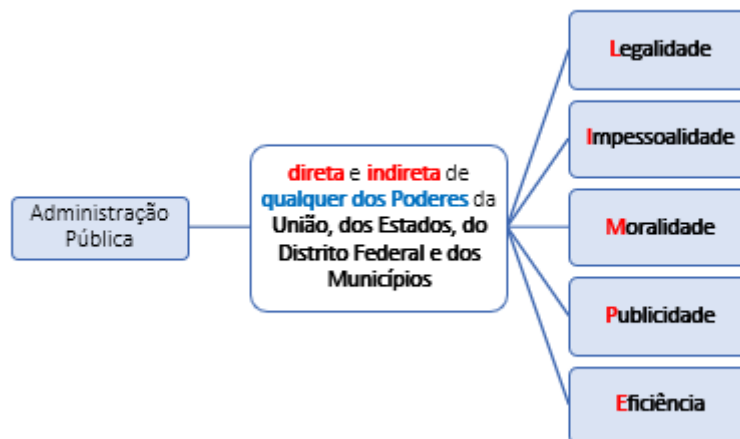 Administração
Pública
direta e indireta de
qualquer dos Poderes da
União, dos Estados, do
Distrito Federal e dos
Municípios
Legalidade
Impessoalidade
Moralidade
Publicidade
Eficiência